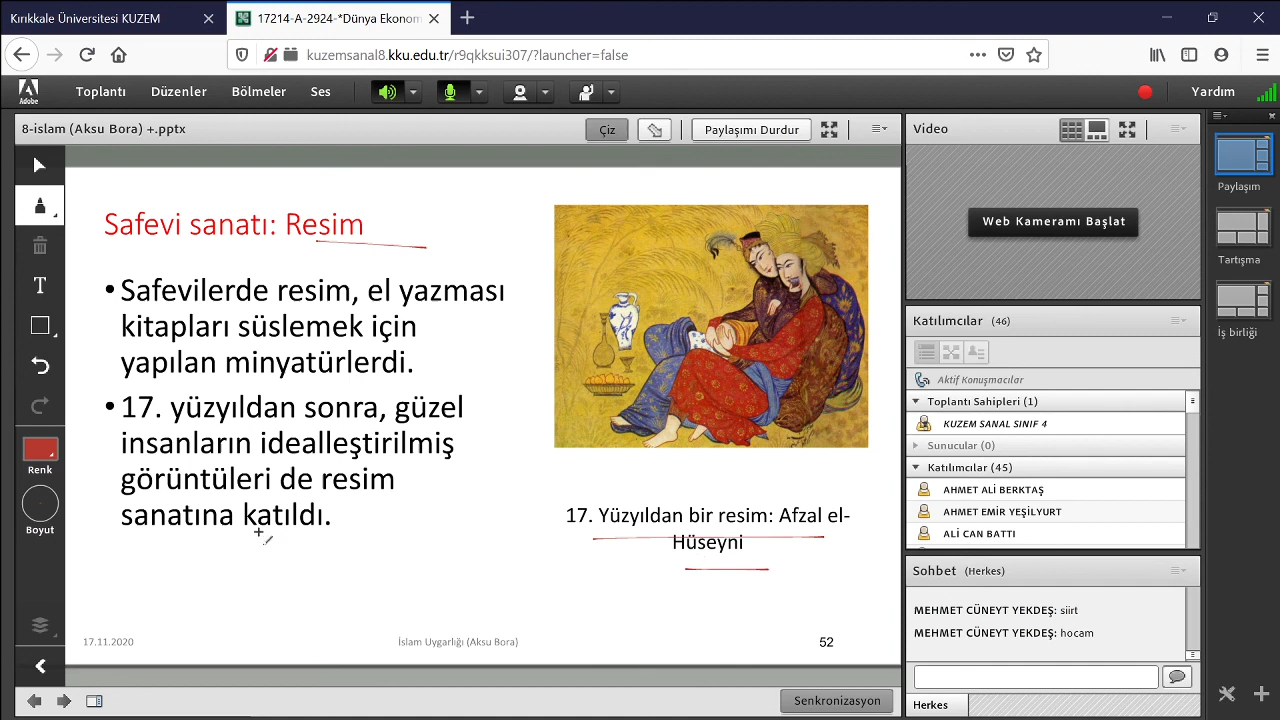 Kırıkkale Üniversitesi KUZEM
17214-A-2924-*Dünya Ekonom
kuzemsanal8.kku.edu.tr/r9qkksui307/?launcher=false
Adobe
Toplantı Düzenler Bölmeler Ses
Yardım
8-islam (Aksu Bora) +.pptx
Çiz
Paylaşımı Durdur
Safevi sanatı: Resim
•Safevilerde resim, el yazması
kitapları süslemek için
yapılan minyatürlerdi.
•17. yüzyıldan sonra, güzel
insanların idealleştirilmiş
görüntüleri de resim
sanatına katıldı.
17. Yüzyıldan bir resim: Afzal el-
Hüseyni
17.11.2020
İslam Uygarlığı (Aksu Bora)
52
T
Renk
Boyut
Senkronizasyon
Video
Web Kameramı Başlat
Katılımcılar (46)
Aktif Konuşmacılar
Toplantı Sahipleri (1)
KUZEM SANAL SINIF 4
Sunucular (0)
Katılımcılar (45)
AHMET ALİ BERKTAŞ
AHMET EMİR YEŞİLYURT
ALİ CAN BATTI
Sohbet (Herkes)
MEHMET CÜNEYT YEKDEŞ: siirt
MEHMET CÜNEYT YEKDEŞ: hocam
Herkes
Paylaşım
Tartışma
İş birliği